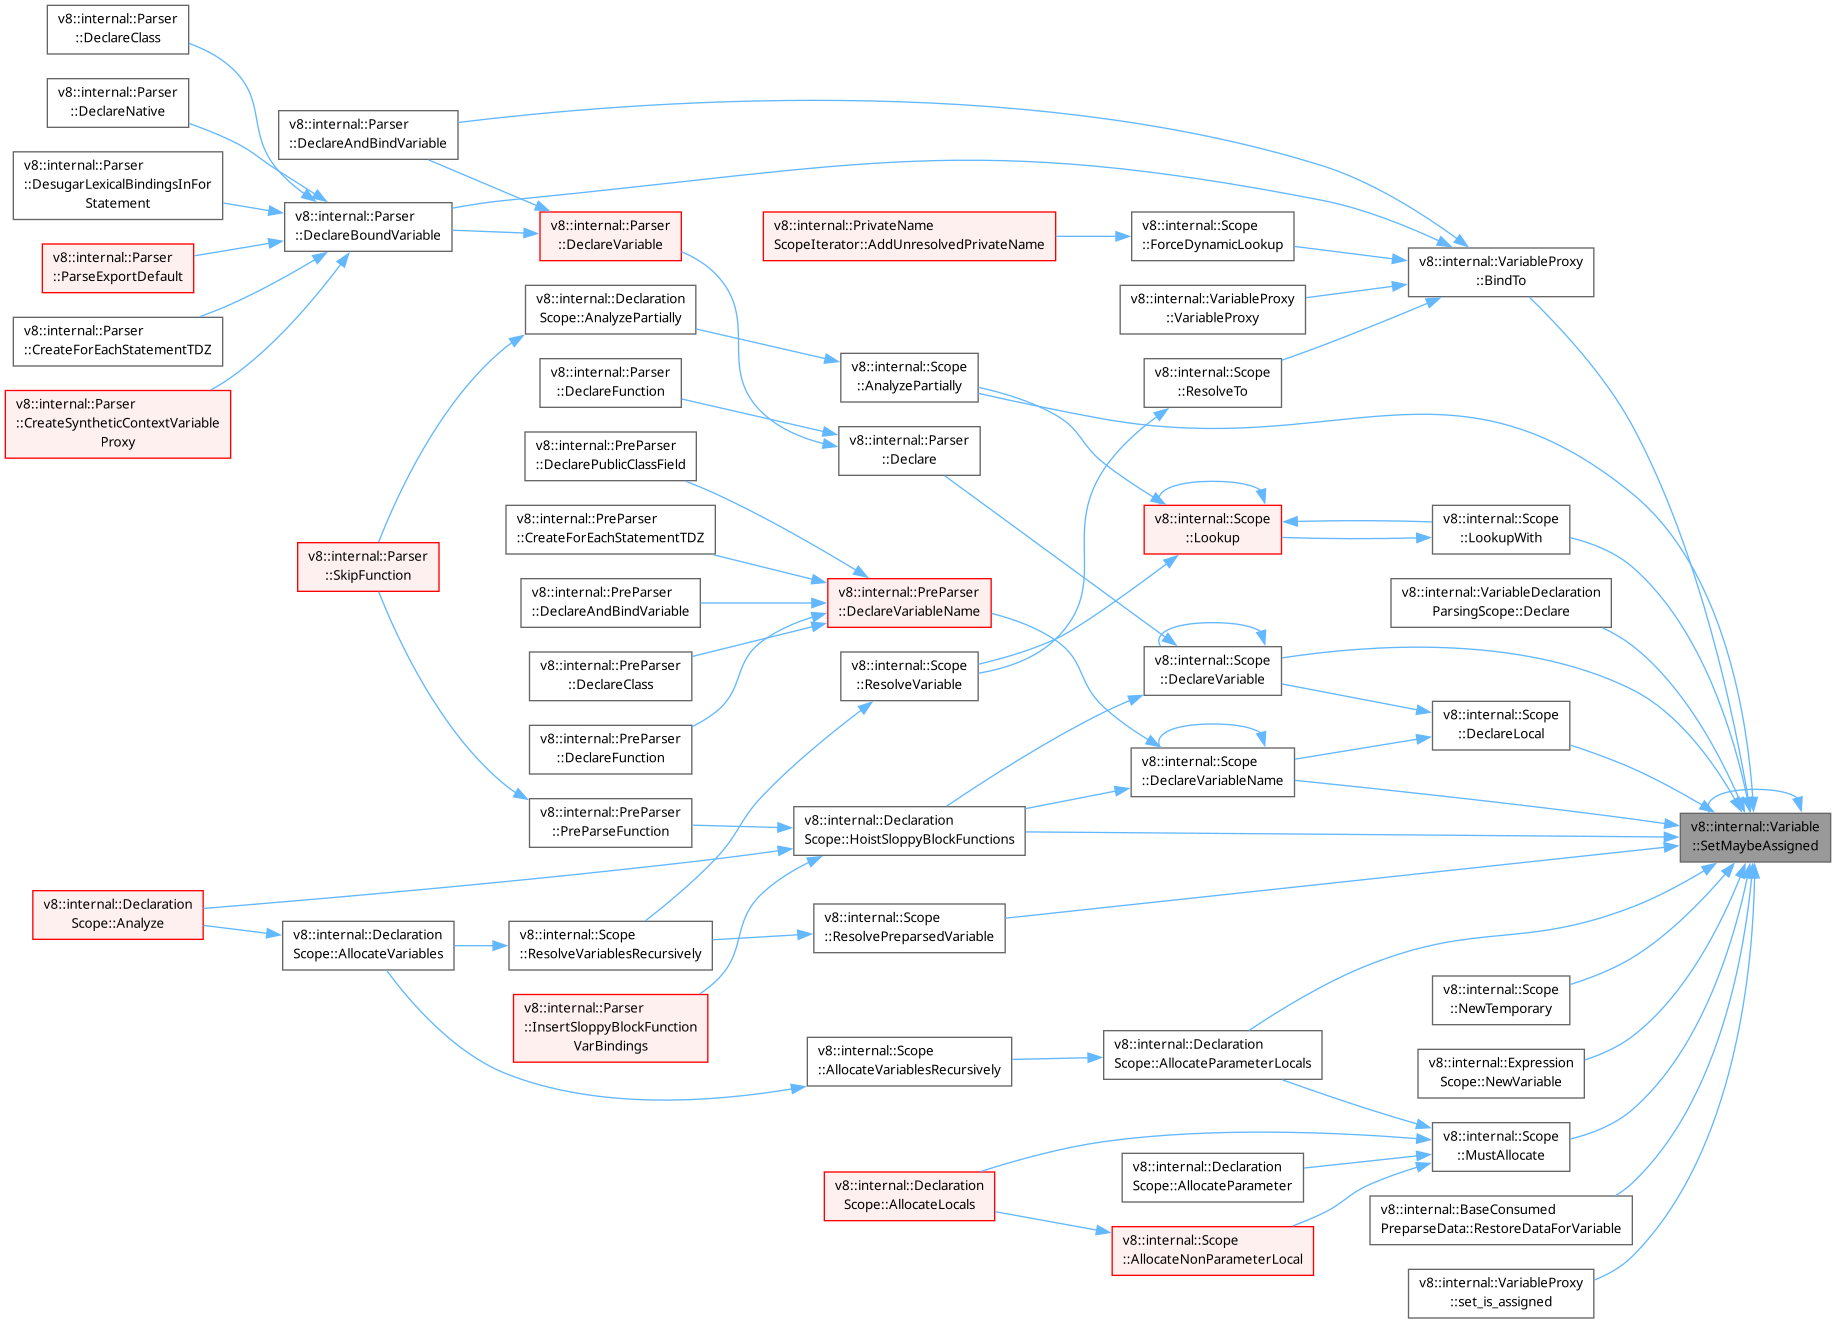 v8::internal::Parser
::DeclareClass
v8::internal::Parser
::DeclareNative
v8::internal::Parser
::DesugarLexicalBindingsInFor
Statement
v8::internal::Parser
::ParseExportDefault
v8::internal::Parser
::CreateForEachStatementTDZ
v8::internal::Parser
::CreateSyntheticContextVariable
Proxy
v8::internal::Declaration
Scope::Analyze
v8::internal::Parser
::DeclareAndBindVariable
v8::internal::Parser
::DeclareBoundVariable
v8::internal::Parser
::SkipFunction
v8::internal::Declaration
Scope::AllocateVariables
v8::internal::Parser
::DeclareVariable
v8::internal::Declaration
Scope::AnalyzePartially
v8::internal::Parser
::DeclareFunction
v8::internal::PreParser
::DeclarePublicClassField
v8::internal::PreParser
::CreateForEachStatementTDZ
v8::internal::PreParser
::DeclareAndBindVariable
v8::internal::PreParser
::DeclareClass
v8::internal::PreParser
::DeclareFunction
v8::internal::PreParser
::PreParseFunction
v8::internal::Scope
::ResolveVariablesRecursively
v8::internal::Parser
::InsertSloppyBlockFunction
VarBindings
v8::internal::PrivateName
ScopeIterator::AddUnresolvedPrivateName
v8::internal::Scope
::AnalyzePartially
v8::internal::Parser
::Declare
v8::internal::PreParser
::DeclareVariableName
v8::internal::Scope
::ResolveVariable
v8::internal::Declaration
Scope::HoistSloppyBlockFunctions
v8::internal::Scope
::ResolvePreparsedVariable
v8::internal::Scope
::AllocateVariablesRecursively
v8::internal::Declaration
Scope::AllocateLocals
v8::internal::Scope
::ForceDynamicLookup
v8::internal::VariableProxy
::VariableProxy
v8::internal::Scope
::ResolveTo
v8::internal::Scope
::Lookup
v8::internal::Scope
::DeclareVariable
v8::internal::Scope
::DeclareVariableName
v8::internal::Declaration
Scope::AllocateParameterLocals
v8::internal::Declaration
Scope::AllocateParameter
v8::internal::Scope
::AllocateNonParameterLocal
v8::internal::VariableProxy
::BindTo
v8::internal::Scope
::LookupWith
v8::internal::VariableDeclaration
ParsingScope::Declare
v8::internal::Scope
::DeclareLocal
v8::internal::Scope
::NewTemporary
v8::internal::Expression
Scope::NewVariable
v8::internal::Scope
::MustAllocate
v8::internal::BaseConsumed
PreparseData::RestoreDataForVariable
v8::internal::VariableProxy
::set_is_assigned
v8::internal::Variable
::SetMaybeAssigned